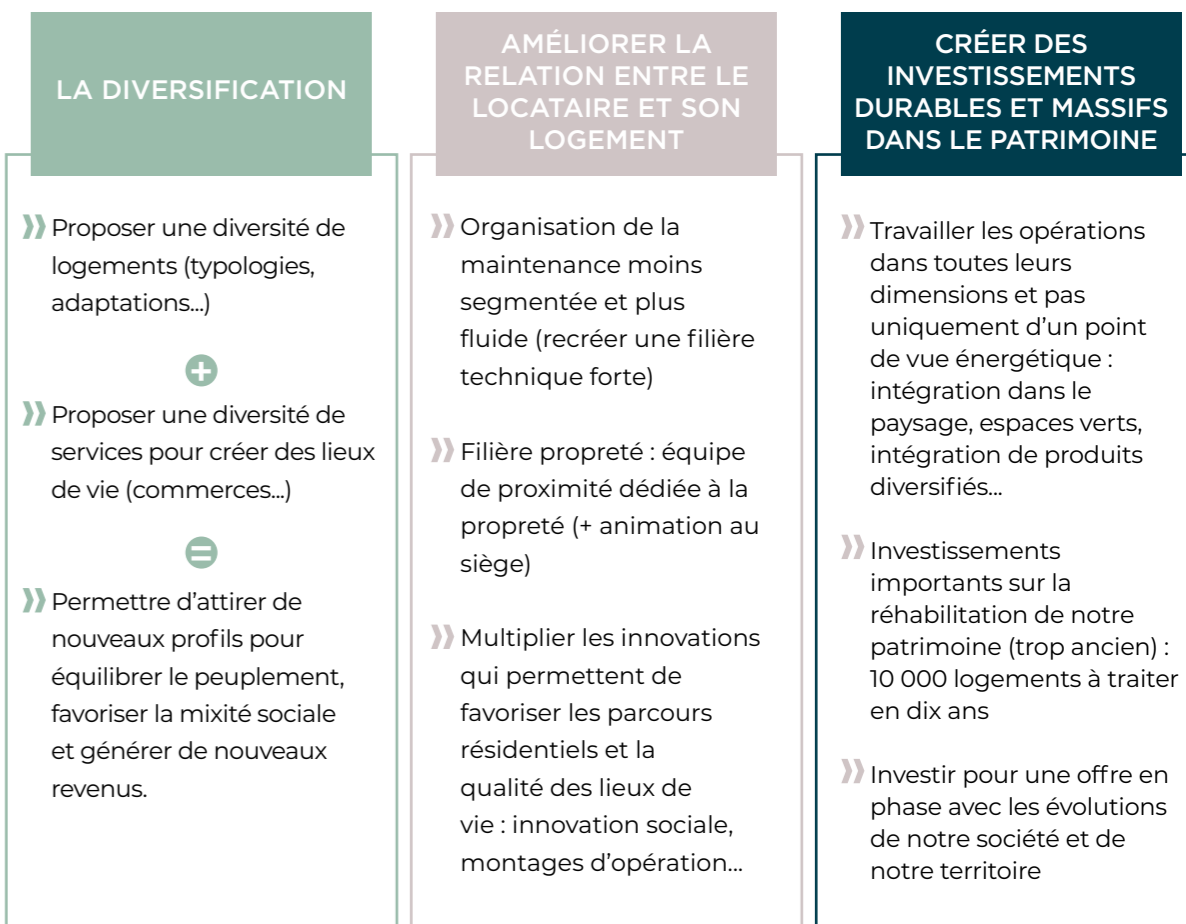 LA DIVERSIFICATION
Proposer une diversité de
logements (typologies,
adaptations...)
+
Proposer une diversité de
services pour créer des lieux
de vie (commerces...)
=
Permettre d'attirer de
nouveaux profils pour
équilibrer le peuplement,
favoriser la mixité sociale
et générer de nouveaux
revenus.
AMÉLIORER LA
RELATION ENTRE LE
LOCATAIRE ET SON
LOGEMENT
Organisation de la
maintenance moins
segmentée et plus
fluide (recréer une filière
technique forte)
Filière propreté : équipe
de proximité dédiée à la
propreté (+ animation au
siège)
Multiplier les innovations
qui permettent de
favoriser les parcours
résidentiels et la
qualité des lieux de
vie : innovation sociale,
montages d'opération...
CRÉER DES
INVESTISSEMENTS
DURABLES ET MASSIFS
DANS LE PATRIMOINE
Travailler les opérations
dans toutes leurs
dimensions et pas
uniquement d'un point
de vue énergétique :
intégration dans le
paysage, espaces verts,
intégration de produits
diversifiés...
Investissements
importants sur la
réhabilitation de notre
patrimoine (trop ancien) :
10 000 logements à traiter
en dix ans
Investir pour une offre en
phase avec les évolutions
de notre société et de
notre territoire